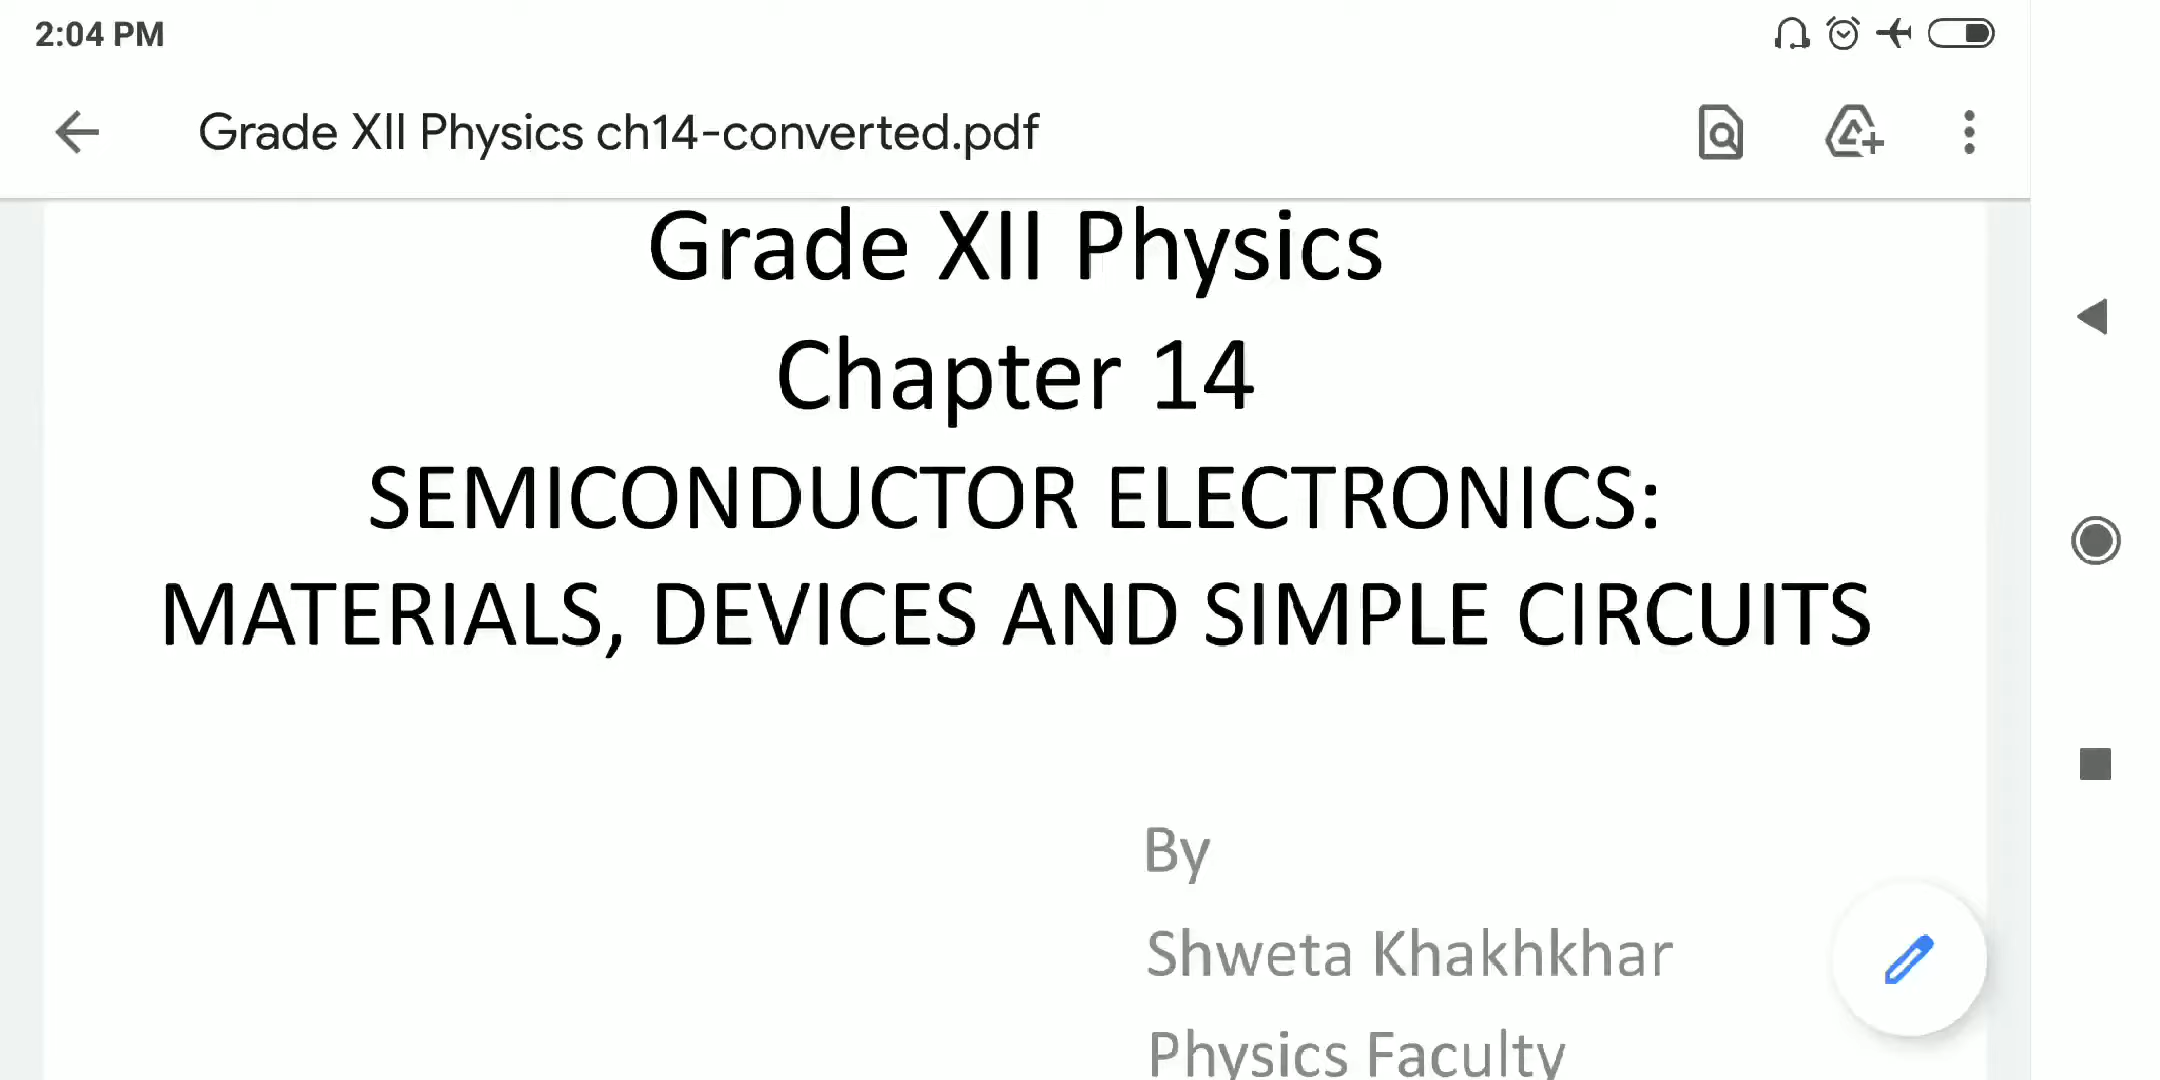 2:04 PM
Grade XII Physics ch14-converted.pdf
Grade XII Physics
Chapter 14
SEMICONDUCTOR ELECTRONICS:
MATERIALS, DEVICES AND SIMPLE CIRCUITS
By
Shweta Khakhkhar
Physics Faculty